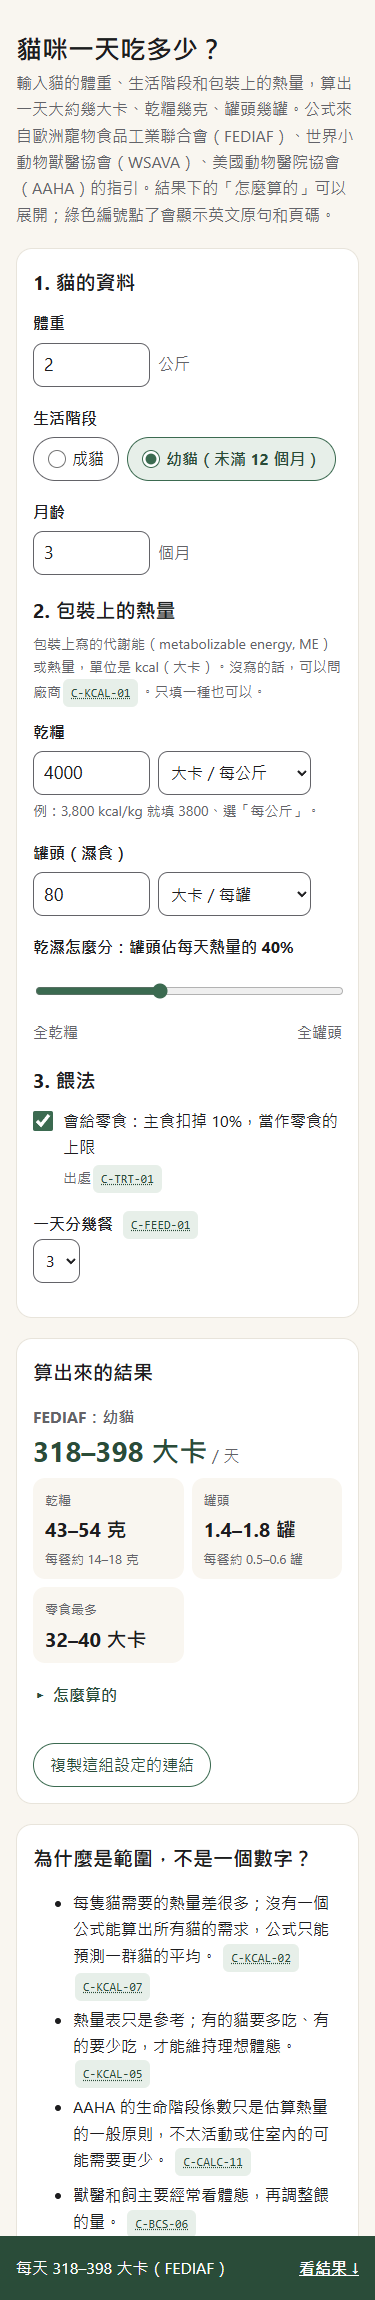 貓咪一天吃多少？
輸入貓的體重、生活階段和包裝上的熱量，算出
一天大約幾大卡、乾糧幾克、罐頭幾罐。公式來
自歐洲寵物食品工業聯合會（FEDIAF）、世界小
動物獸醫協會（WSAVA）、美國動物醫院協會
（AAHA）的指引。結果下的「怎麼算的」可以
展開；綠色編號點了會顯示英文原句和頁碼。
1. 貓的資料
體重
2 公斤
生活階段
成貓 幼貓（未滿 12 個月）
月齡
3 個月
2. 包裝上的熱量
包裝上寫的代謝能（metabolizable energy, ME）
或熱量，單位是 kcal（大卡）。沒寫的話，可以問
廠商 C-KCAL-01 。只填一種也可以。
乾糧
4000 大卡 / 每公斤
例：3,800 kcal/kg 就填 3800、選「每公斤」。
罐頭（濕食）
80 大卡 / 每罐
乾濕怎麼分：罐頭佔每天熱量的 40%
全乾糧 全罐頭
3. 餵法
會給零食：主食扣掉 10%，當作零食的
上限
出處 C-TRT-01
一天分幾餐 C-FEED-01
3
算出來的結果
FEDIAF：幼貓
318–398 大卡 / 天
乾糧 罐頭
43–54 克 1.4–1.8 罐
每餐約 14–18 克 每餐約 0.5–0.6 罐
零食最多
32–40 大卡
▸ 怎麼算的
複製這組設定的連結
為什麼是範圍，不是一個數字？
• 每隻貓需要的熱量差很多；沒有一個
公式能算出所有貓的需求，公式只能
預測一群貓的平均。 C-KCAL-02
C-KCAL-07
• 熱量表只是參考；有的貓要多吃、有
的要少吃，才能維持理想體態。
C-KCAL-05
• AAHA 的生命階段係數只是估算熱量
的一般原則，不太活動或住室內的可
能需要更少。 C-CALC-11
• 獸醫和飼主要經常看體態，再調整餵
的量。 C-BCS-06
每天 318–398 大卡（FEDIAF） 看結果 ↓